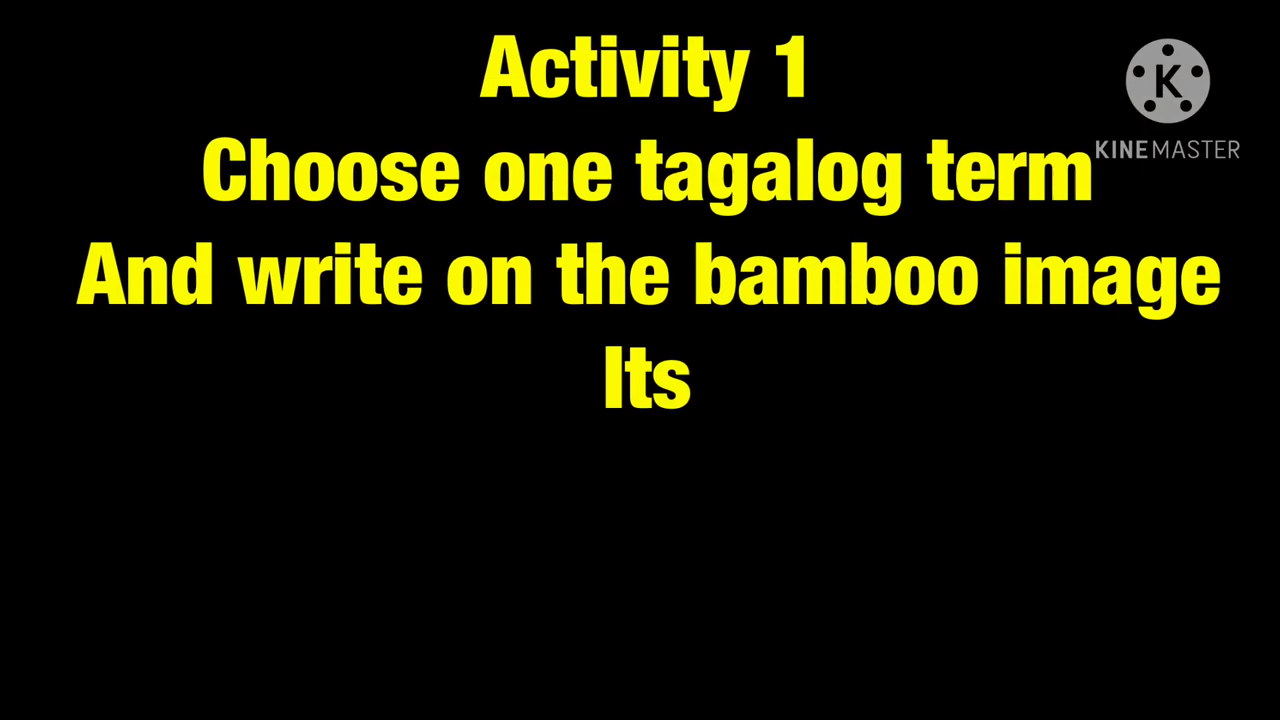 Activity 1
Choose one tagalog term
And write on the bamboo image
Its
K
KINEMASTER